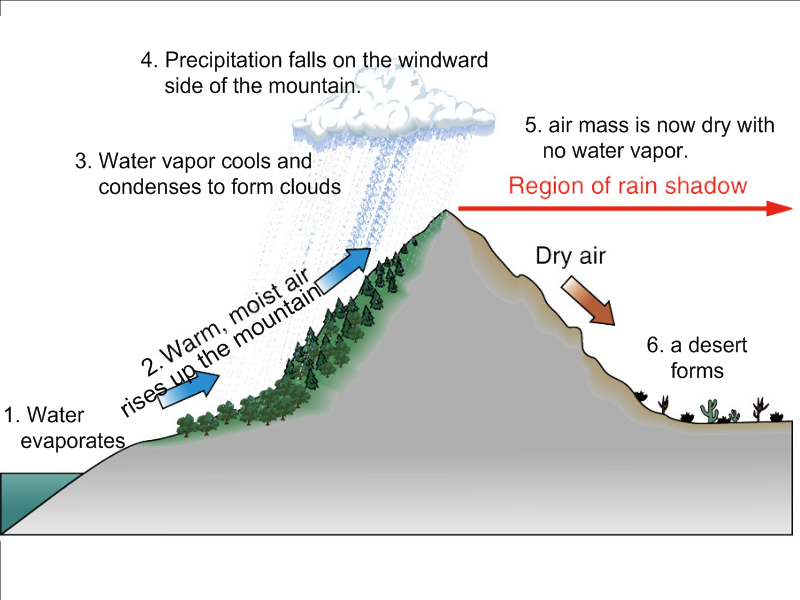 4. Precipitation falls on the windward
side of the mountain.
5. air mass is now dry with
no water vapor.
3. Water vapor cools and
condenses to form clouds
Region of rain shadow
Dry air
2. Warm, moist air
rises up the mountain
6. a desert
forms
1. Water
evaporates